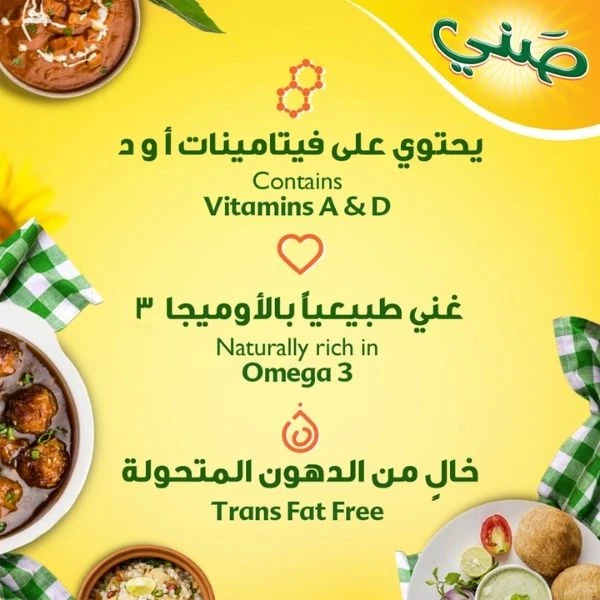 صَني
يحتوي على فيتامينات أ و د
Contains
Vitamins A & D
غني طبيعياً بالأوميجا ٣
Naturally rich in
Omega 3
خالٍ من الدهون المتحولة
Trans Fat Free